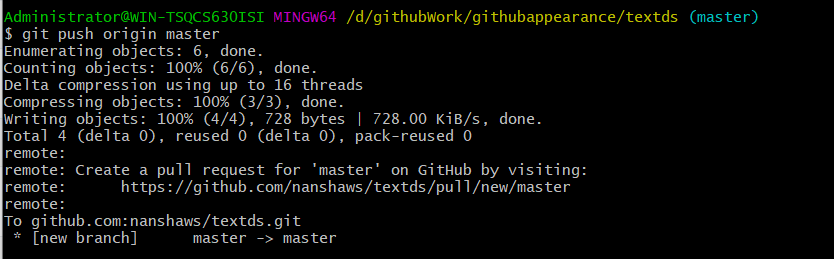 Administrator@WIN-TSQCS630ISI MINGW64 /d/githubWork/githubappearance/textds (master)
$ git push origin master
Enumerating objects: 6, done.
Counting objects: 100% (6/6), done.
Delta compression using up to 16 threads
Compressing objects: 100% (3/3), done.
Writing objects: 100% (4/4), 728 bytes | 728.00 KiB/s, done.
Total 4 (delta 0), reused 0 (delta 0), pack-reused 0
remote:
remote: Create a pull request for 'master' on GitHub by visiting:
remote:      https://github.com/nanshaws/textds/pull/new/master
remote:
To github.com:nanshaws/textds.git
 * [new branch]      master -> master